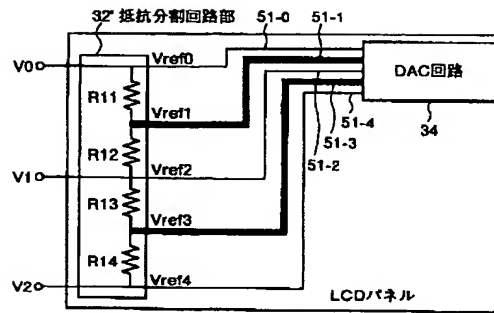 32" 抵抗分割回路部
51-0
51-1
V0
Vref0
R11
DAC回路
Vref1
51-4
34
R12
51-3
51-2
V1
Vref2
R13
Vref3
R14
V2
Vref4
LCDパネル